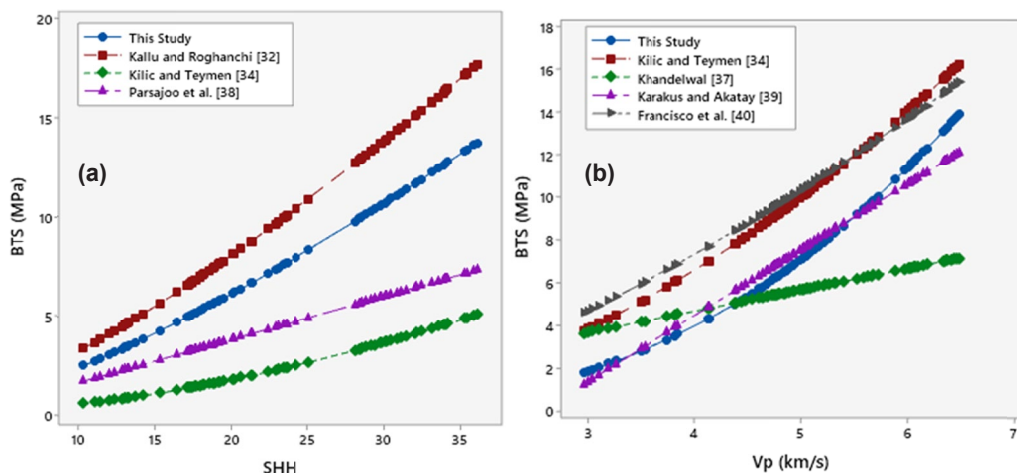 20
15
10
5
0
BTS (MPa)
This Study
Kallu and Roghanchi [32]
Kilic and Teymen [34]
Parsajoo et al. [38]
(a)
10 15 20 25 30 35
SHH
18
16
14
12
10
8
6
4
2
0
BTS (MPa)
This Study
Kilic and Teymen [34]
Khandelwal [37]
Karakus and Akatay [39]
Francisco et al. [40]
(b)
3 4 5 6 7
Vp (km/s)